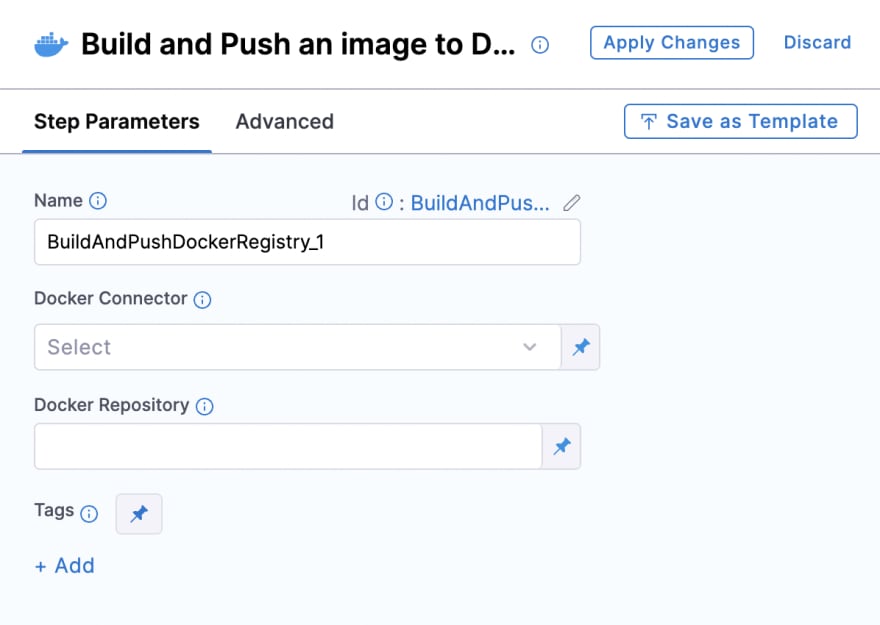 Build and Push an image to D...
Apply Changes
Discard
Step Parameters
Advanced
Save as Template
Name
Id : BuildAndPus...
BuildAndPushDockerRegistry_1
Docker Connector
Select
Docker Repository
Tags
+ Add